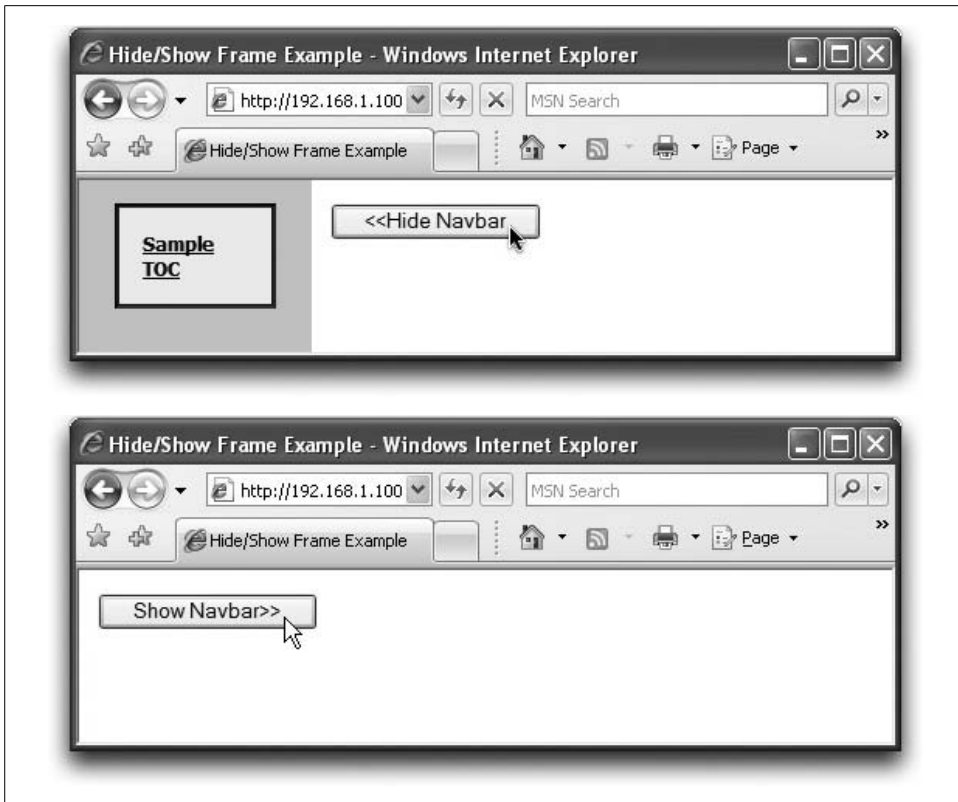 Hide/Show Frame Example - Windows Internet Explorer
http://192.168.1.100
MSN Search
Hide/Show Frame Example
Page
»
Sample
TOC
<<Hide Navbar
Hide/Show Frame Example - Windows Internet Explorer
http://192.168.1.100
MSN Search
Hide/Show Frame Example
Page
»
Show Navbar>>